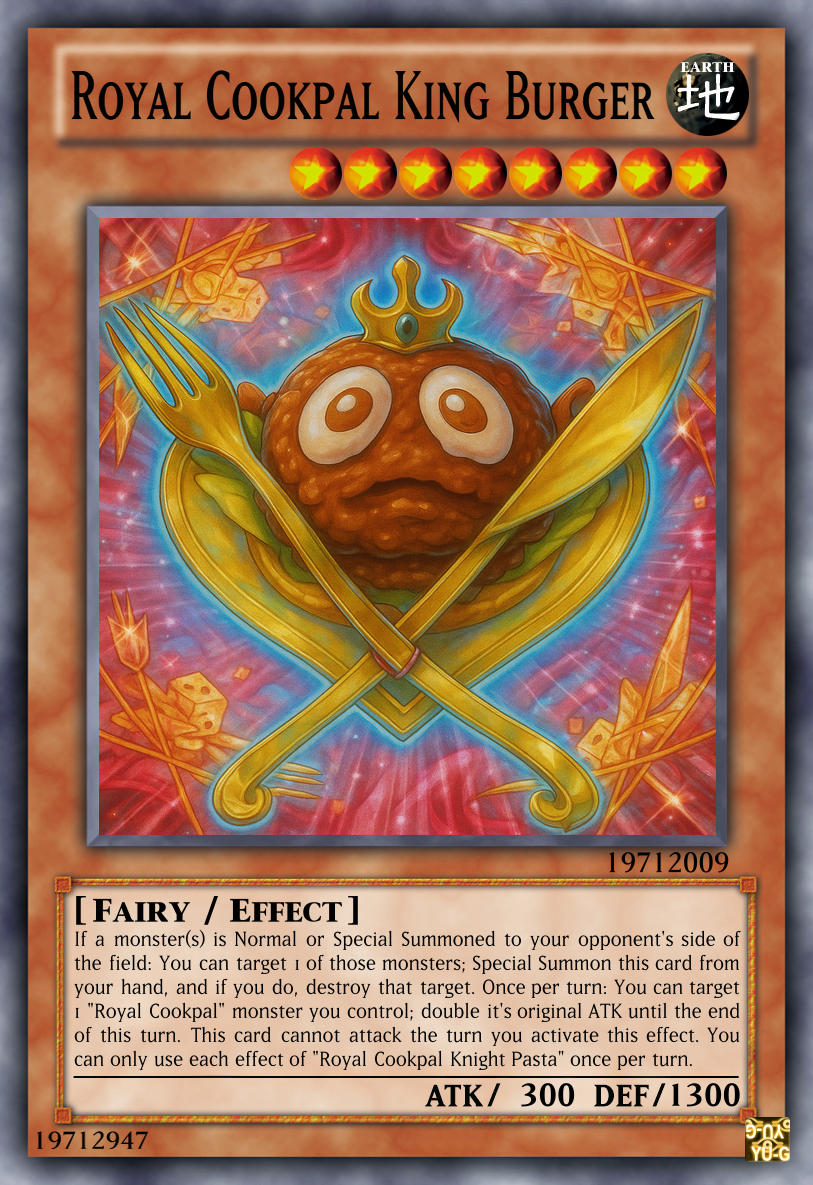 Royal Cookpal King Burger
EARTH
地
19712009
[ Fairy / Effect ]
If a monster(s) is Normal or Special Summoned to your opponent's side of
the field: You can target 1 of those monsters; Special Summon this card from
your hand, and if you do, destroy that target. Once per turn: You can target
1 "Royal Cookpal" monster you control; double it's original ATK until the end
of this turn. This card cannot attack the turn you activate this effect. You
can only use each effect of "Royal Cookpal Knight Pasta" once per turn.
ATK/ 300 DEF/1300
19712947
YU-G